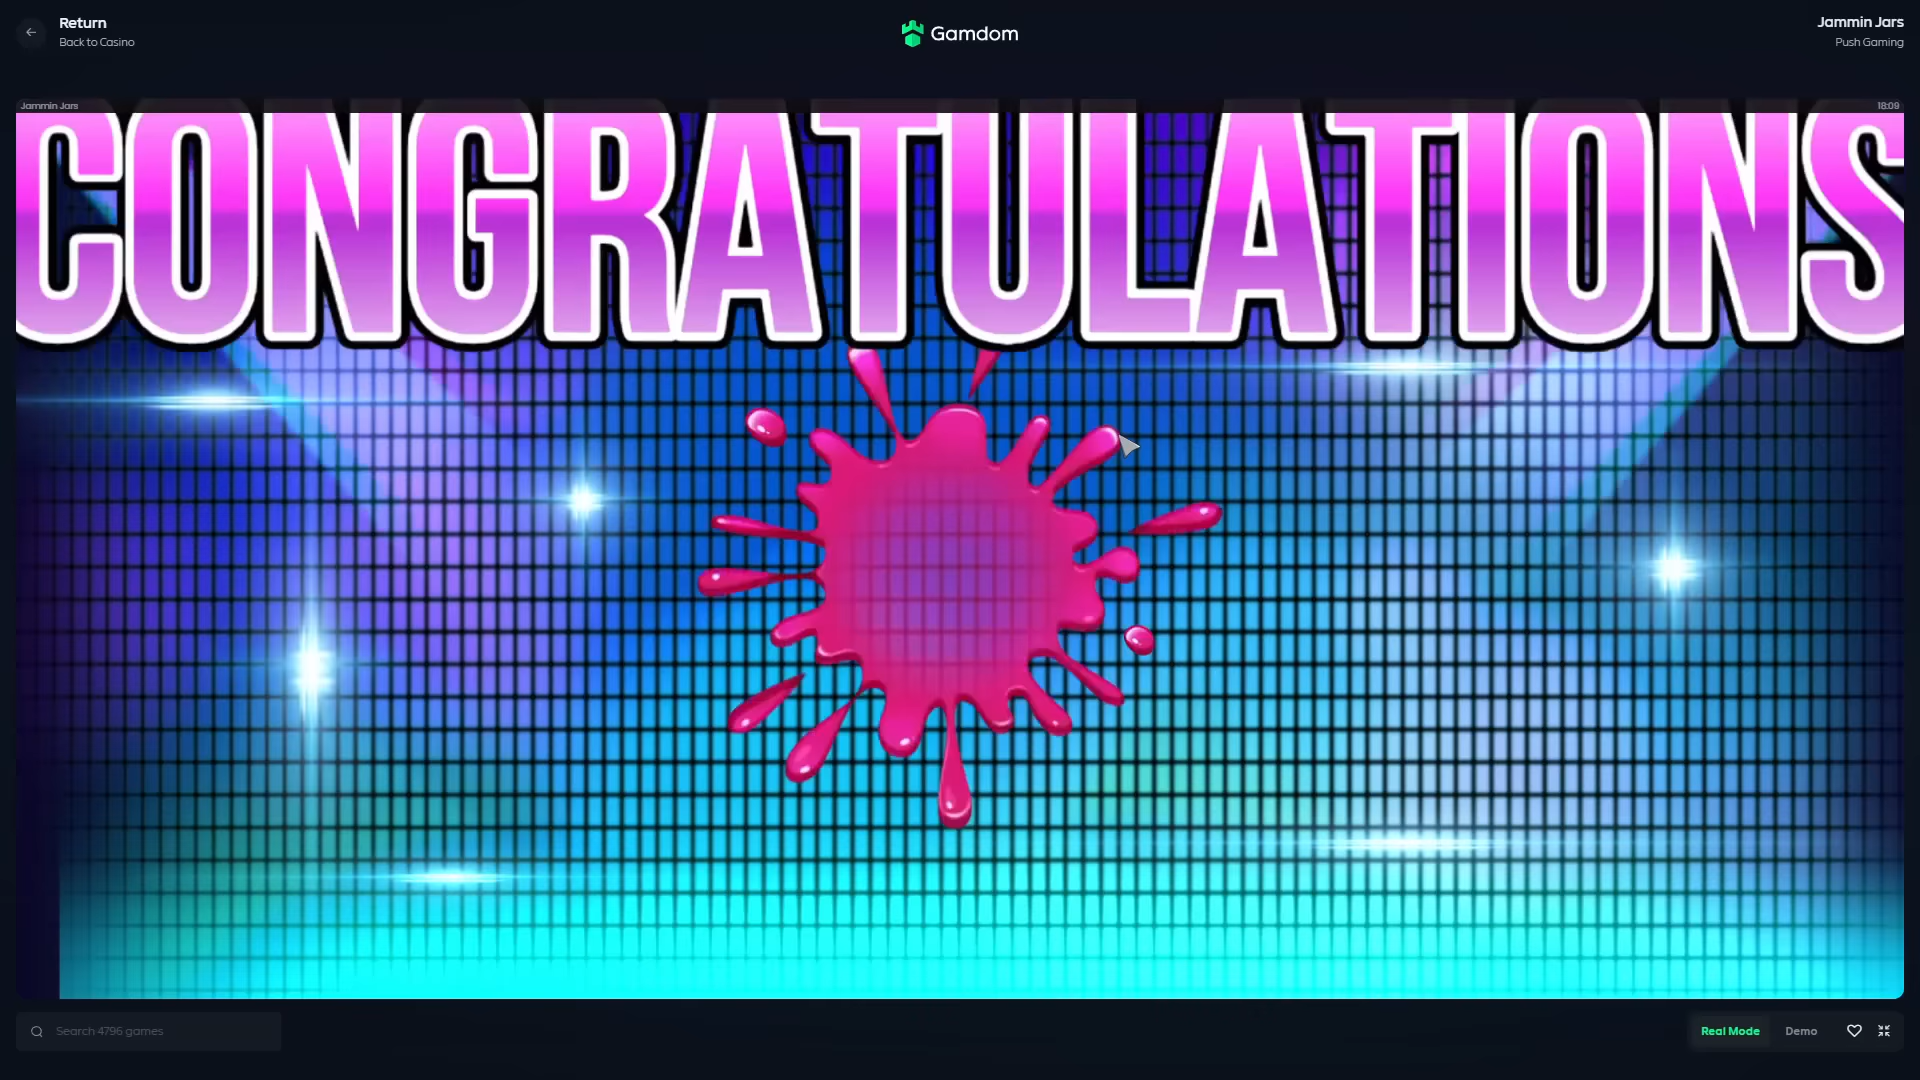 Return
Back to Casino
Gamdom
Jammin Jars
Push Gaming
Jammin Jars
18:09
CONGRATULATIONS
Search 4796 games
Real Mode
Demo